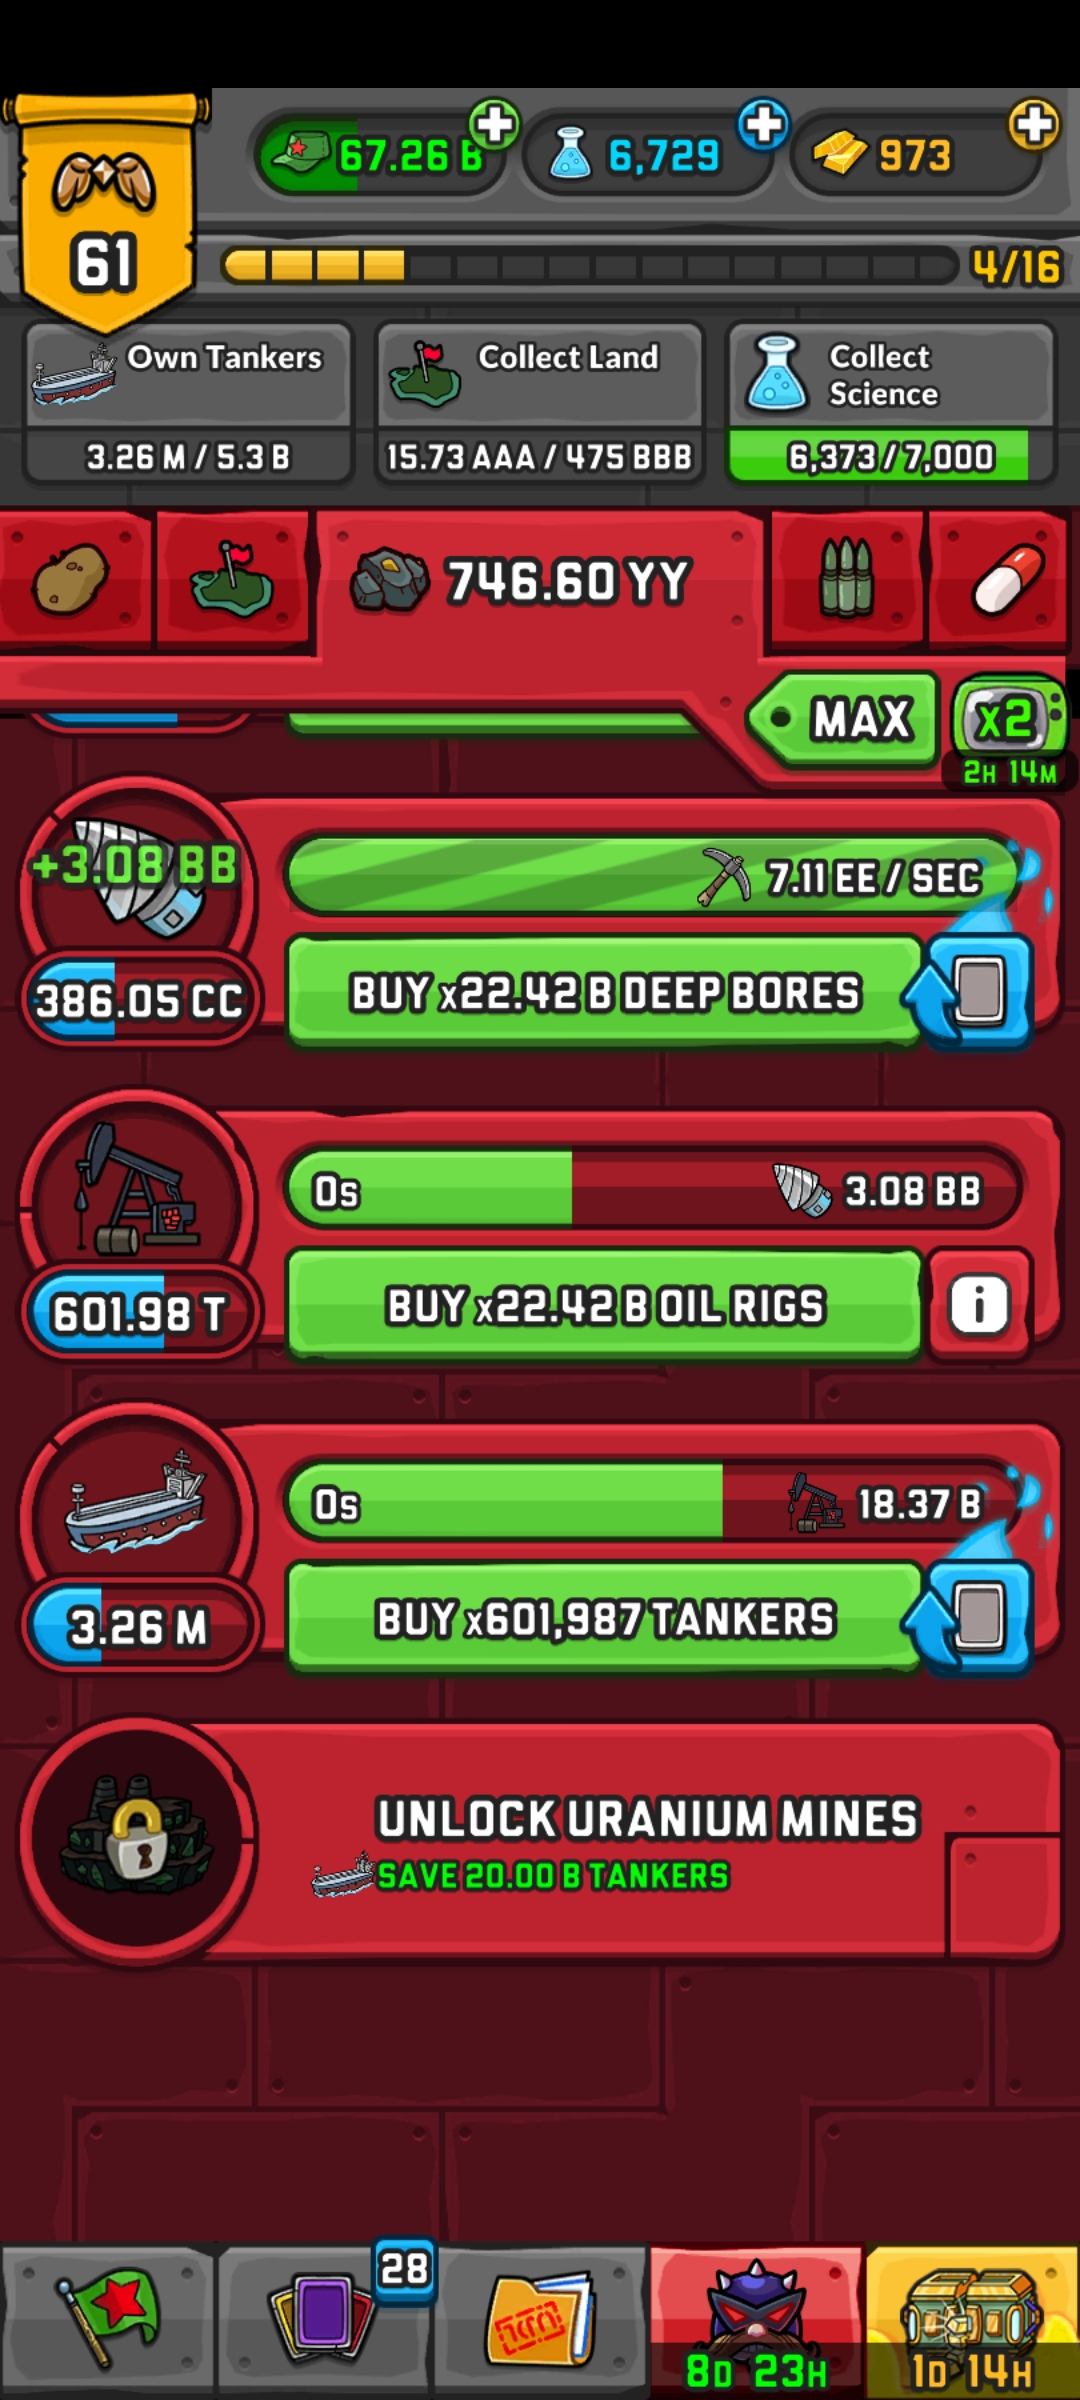 67.26 B
6,729
973
61
4/16
Own Tankers
Collect Land
Collect
Science
3.26 M / 5.3 B
15.73 AAA / 475 BBB
6,373 / 7,000
746.60 YY
MAX
x2
2H 14M
+3.08 BB
7.11 EE / SEC
386.05 CC
BUY x22.42 B DEEP BORES
0s
3.08 BB
601.98 T
BUY x22.42 B OIL RIGS
i
0s
18.37 B
3.26 M
BUY x601,987 TANKERS
UNLOCK URANIUM MINES
SAVE 20.00 B TANKERS
28
8D 23H
1D 14H